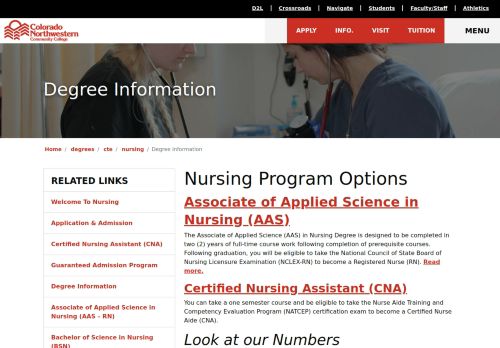 D2L | Crossroads | Navigate | Students | Faculty/Staff | Athletics
Colorado
Northwestern
Community College
APPLY INFO. VISIT TUITION MENU
Degree Information
Home / degrees / cte / nursing / Degree Information
RELATED LINKS
Welcome To Nursing
Application & Admission
Certified Nursing Assistant (CNA)
Guaranteed Admission Program
Degree Information
Associate of Applied Science in
Nursing (AAS - RN)
Bachelor of Science in Nursing
(BSN)
Nursing Program Options
Associate of Applied Science in
Nursing (AAS)
The Associate of Applied Science (AAS) in Nursing Degree is designed to be completed in
two (2) years of full-time course work following completion of prerequisite courses.
Following graduation, you will be eligible to take the National Council of State Board of
Nursing Licensure Examination (NCLEX-RN) to become a Registered Nurse (RN). Read
more.
Certified Nursing Assistant (CNA)
You can take a one semester course and be eligible to take the Nurse Aide Training and
Competency Evaluation Program (NATCEP) certification exam to become a Certified Nurse
Aide (CNA).
Look at our Numbers